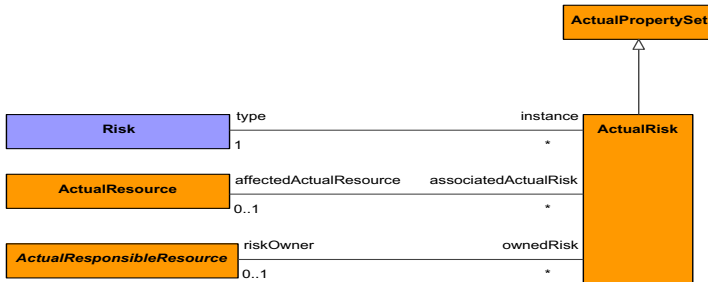 ActualPropertySet
type
instance
Risk
ActualRisk
1
*
affectedActualResource
associatedActualRisk
ActualResource
0..1
*
riskOwner
ownedRisk
ActualResponsibleResource
0..1
*